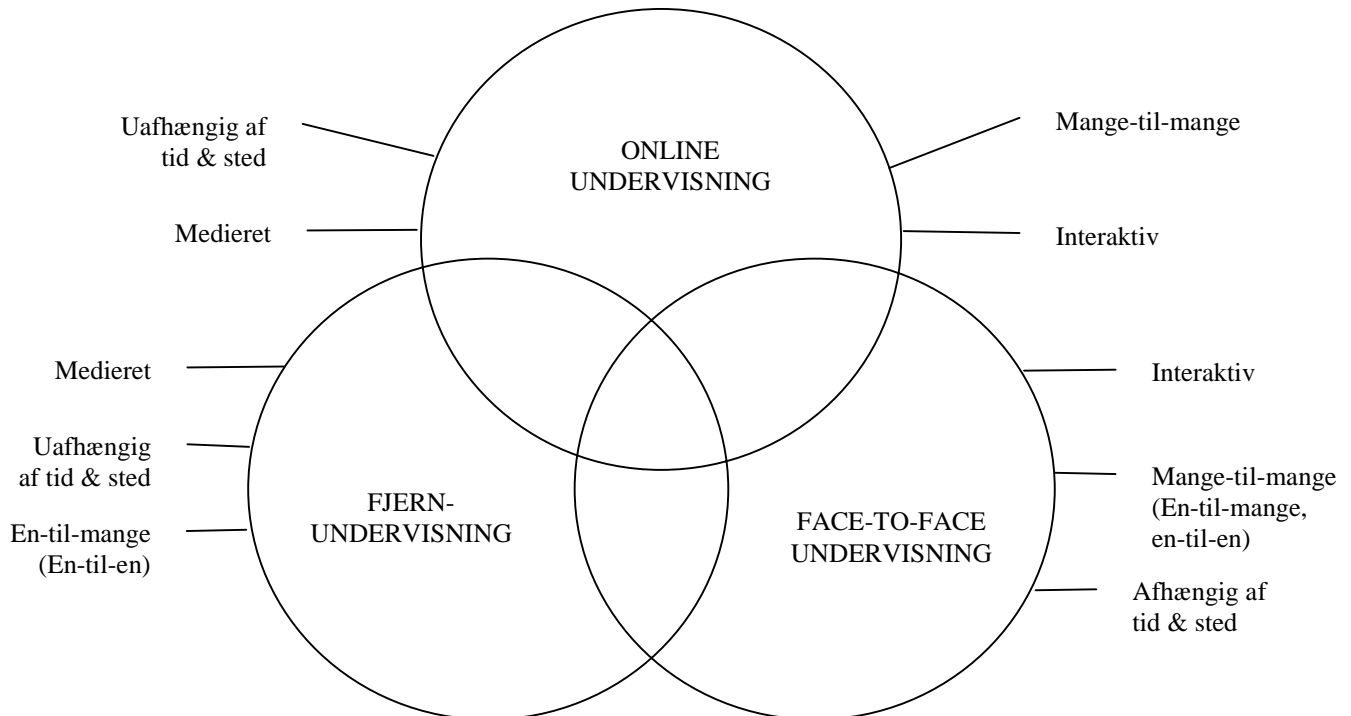 Uafhængig af
tid & sted
Mange-til-mange
ONLINE
UNDERVISNING
Medieret
Interaktiv
Medieret
Interaktiv
Uafhængig
af tid & sted
Mange-til-mange
(En-til-mange,
en-til-en)
FJERN-
UNDERVISNING
FACE-TO-FACE
UNDERVISNING
En-til-mange
(En-til-en)
Afhængig af
tid & sted